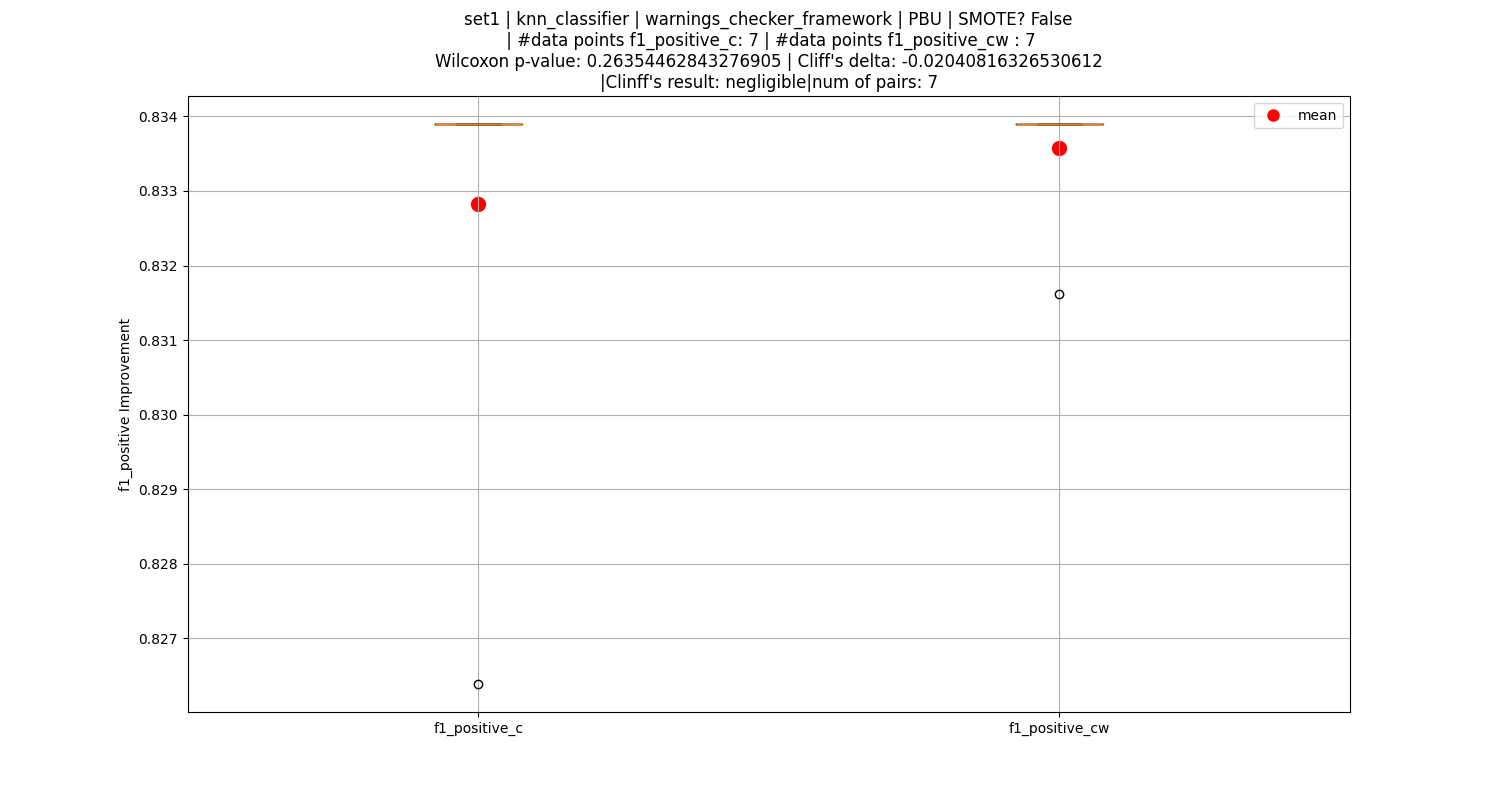 set1 | knn_classifier | warnings_checker_framework | PBU | SMOTE? False
| #data points f1_positive_c: 7 | #data points f1_positive_cw : 7
Wilcoxon p-value: 0.26354462843276905 | Cliff's delta: -0.02040816326530612
|Clinff's result: negligible|num of pairs: 7
mean
0.834
0.833
0.832
0.831
0.830
0.829
0.828
0.827
f1_positive Improvement
f1_positive_c
f1_positive_cw